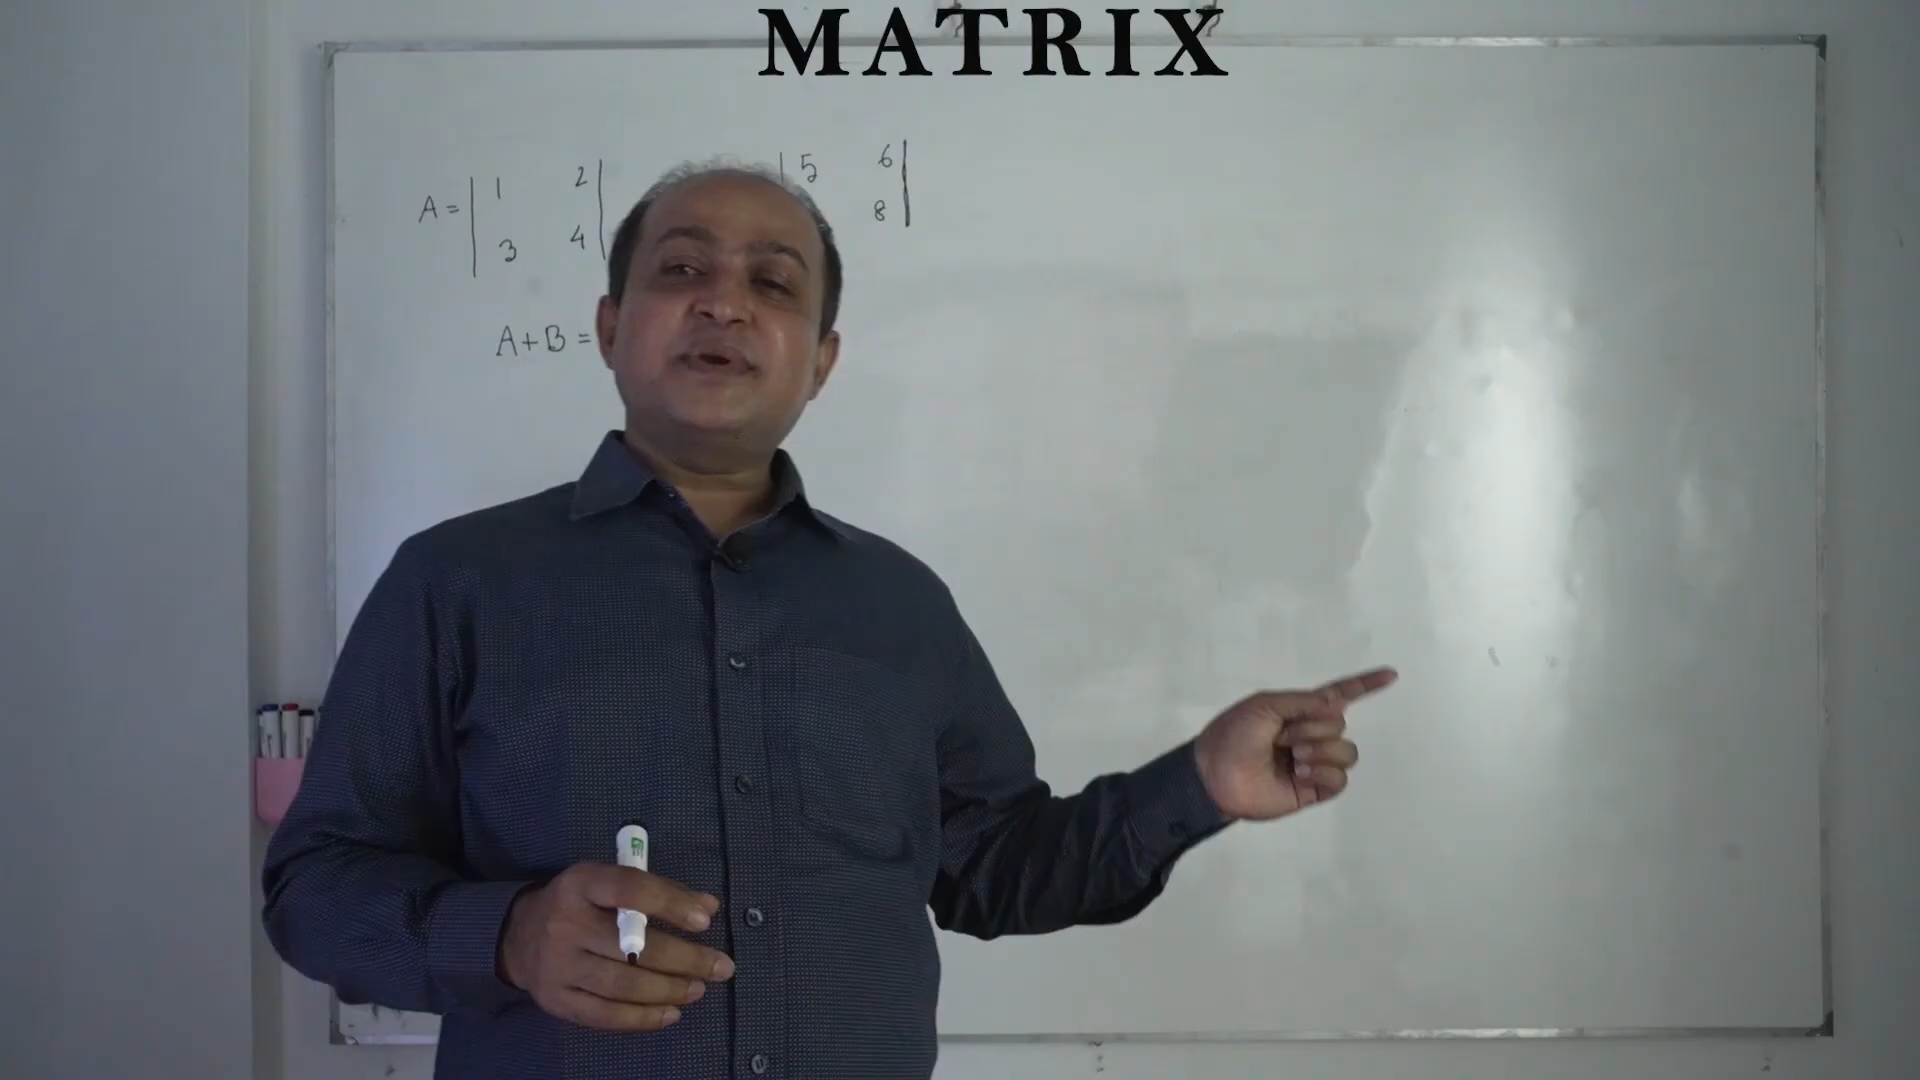 MATRIX
A = | 1 2 | | 5 6 |
| 3 4 | 8 |
A+B =